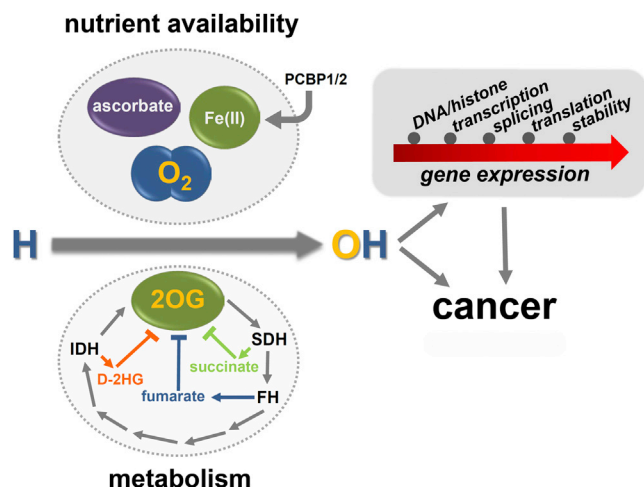 nutrient availability
PCBP1/2
ascorbate
Fe(II)
O2
DNA/histone
transcription
splicing
translation
stability
gene expression
H
OH
cancer
2OG
IDH
SDH
D-2HG
succinate
fumarate
FH
metabolism